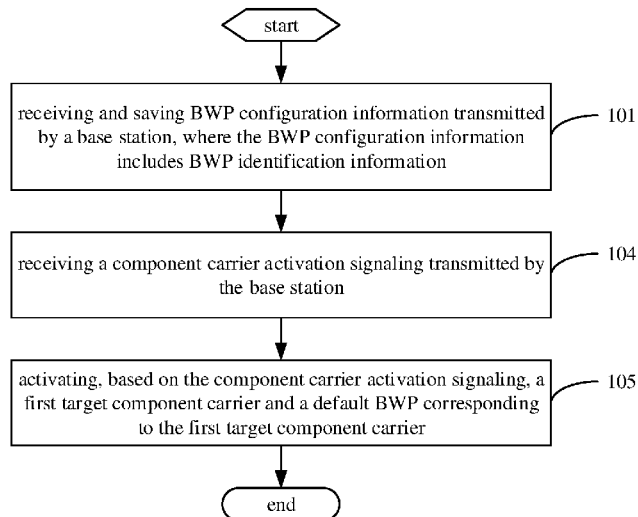 start
receiving and saving BWP configuration information transmitted
by a base station, where the BWP configuration information
includes BWP identification information
101
receiving a component carrier activation signaling transmitted by
the base station
104
activating, based on the component carrier activation signaling, a
first target component carrier and a default BWP corresponding
to the first target component carrier
105
end